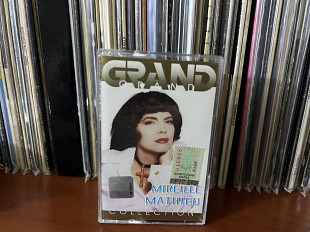 GRAND
GRAND
MIREILLE
MATHIEU
COLLECTION